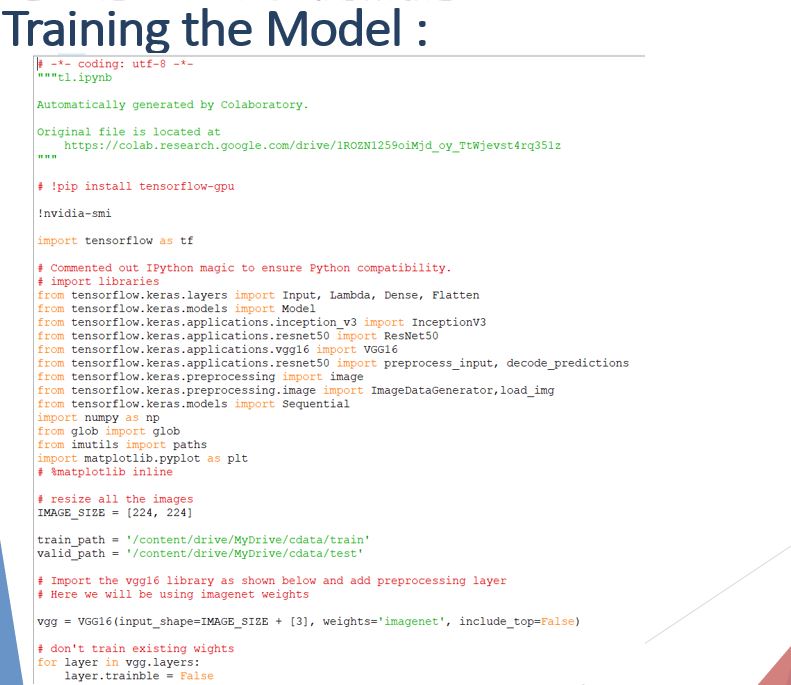 Training the Model :
# -*- coding: utf-8 -*-
"""tl.ipynb
Automatically generated by Colaboratory.
Original file is located at
https://colab.research.google.com/drive/1ROZN1259oiMjd_oy_TtWjevst4rq351z
"""
# !pip install tensorflow-gpu
!nvidia-smi
import tensorflow as tf
# Commented out IPython magic to ensure Python compatibility.
# import libraries
from tensorflow.keras.layers import Input, Lambda, Dense, Flatten
from tensorflow.keras.models import Model
from tensorflow.keras.applications.inception_v3 import InceptionV3
from tensorflow.keras.applications.resnet50 import ResNet50
from tensorflow.keras.applications.vgg16 import VGG16
from tensorflow.keras.applications.resnet50 import preprocess_input, decode_predictions
from tensorflow.keras.preprocessing import image
from tensorflow.keras.preprocessing.image import ImageDataGenerator,load_img
from tensorflow.keras.models import Sequential
import numpy as np
from glob import glob
from imutils import paths
import matplotlib.pyplot as plt
# %matplotlib inline
# resize all the images
IMAGE_SIZE = [224, 224]
train_path = '/content/drive/MyDrive/cdata/train'
valid_path = '/content/drive/MyDrive/cdata/test'
# Import the vgg16 library as shown below and add preprocessing layer
# Here we will be using imagenet weights
vgg = VGG16(input_shape=IMAGE_SIZE + [3], weights='imagenet', include_top=False)
# don't train existing wights
for layer in vgg.layers:
layer.trainble = False